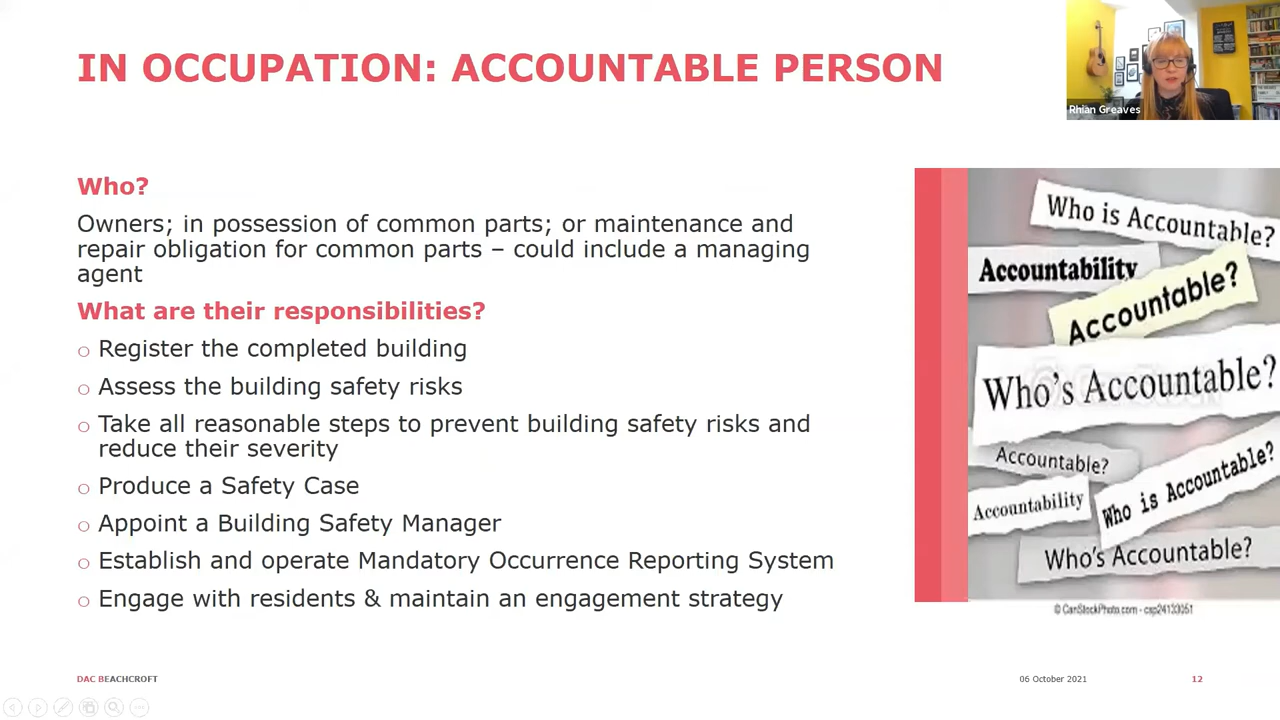 IN OCCUPATION: ACCOUNTABLE PERSON
Rhian Greaves
Who?
Owners; in possession of common parts; or maintenance and
repair obligation for common parts – could include a managing
agent
What are their responsibilities?
Register the completed building
Assess the building safety risks
Take all reasonable steps to prevent building safety risks and
reduce their severity
Produce a Safety Case
Appoint a Building Safety Manager
Establish and operate Mandatory Occurrence Reporting System
Engage with residents & maintain an engagement strategy
Who is Accountable?
Accountability
Accountable?
Who's Accountable?
Accountable?
Accountability
Who is Accountable?
Who's Accountable?
© CanStockPhoto.com - csp24133051
DAC BEACHCROFT
06 October 2021
12